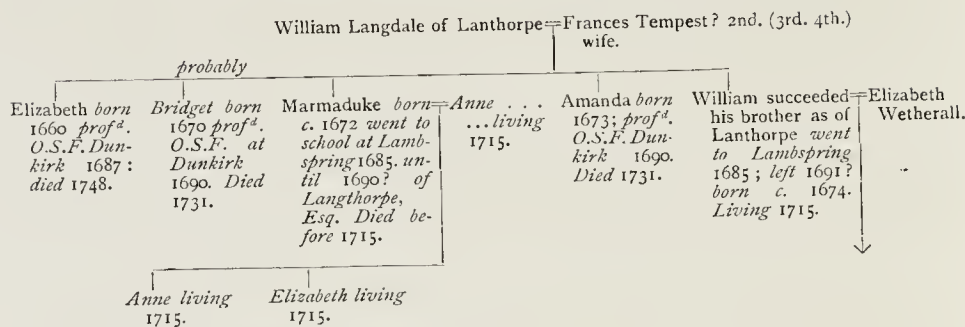 William Langdale of Lanthorpe=Frances Tempest? 2nd. (3rd. 4th.)
wife.
probably
Elizabeth born
1660 profd.
O.S.F. Dun-
kirk 1687 :
died 1748.
Bridget born
1670 profd.
O.S.F. at
Dunkirk
1690. Died
1731.
Marmaduke born
c. 1672 went to
school at Lamb-
spring 1685. un-
til 1690? of
Langthorpe,
Esq. Died be-
fore 1715.
=Anne ...
...living
1715.
Amanda born
1673; profd.
O.S.F. Dun-
kirk 1690.
Died 1731.
William succeeded
his brother as of
Lanthorpe went
to Lambspring
1685 ; left 1691?
born c. 1674.
Living 1715.
=Elizabeth
Wetherall.
Anne living
1715.
Elizabeth living
1715.